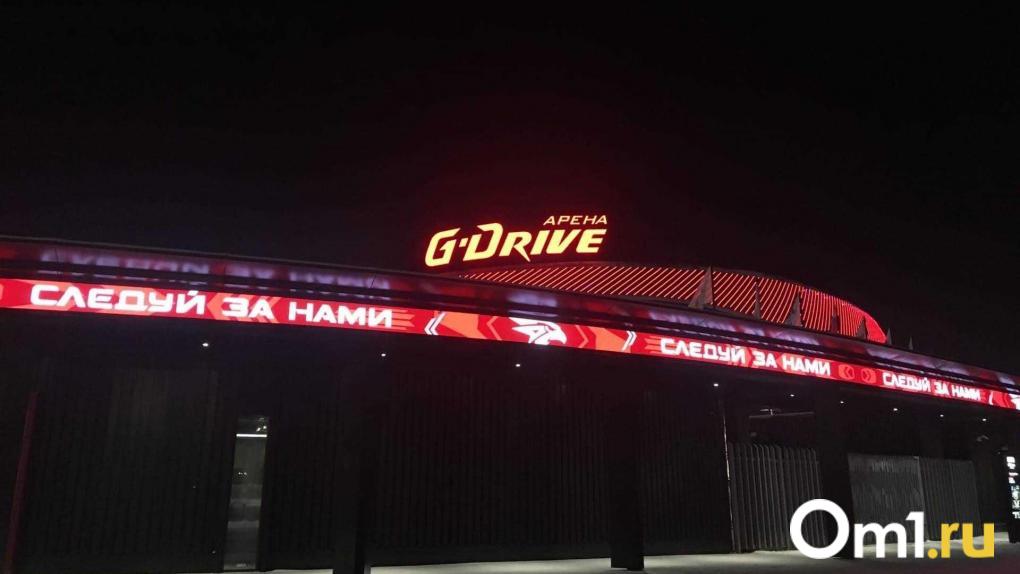 АРЕНА
G-DRIVE
СЛЕДУЙ ЗА НАМИ
СЛЕДУЙ ЗА НАМИ
СЛЕДУЙ ЗА НАМИ
Om1.ru